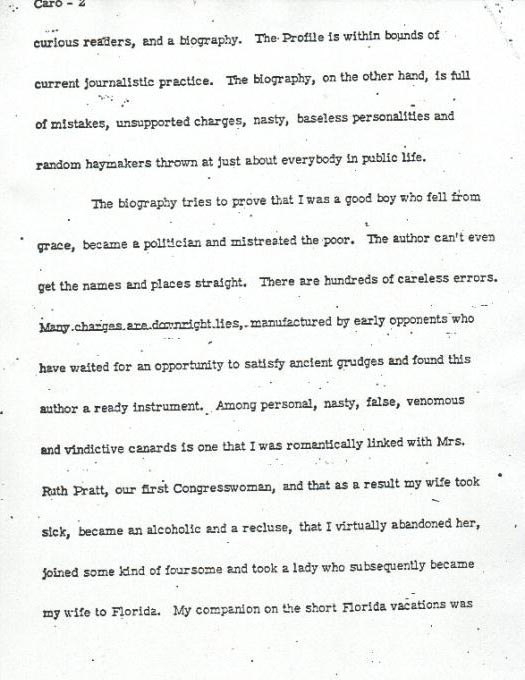 Caro - 2
curious readers, and a biography. The Profile is within bounds of
current journalistic practice. The biography, on the other hand, is full
of mistakes, unsupported charges, nasty, baseless personalities and
random haymakers thrown at just about everybody in public life.
The biography tries to prove that I was a good boy who fell from
grace, became a politician and mistreated the poor. The author can't even
get the names and places straight. There are hundreds of careless errors.
Many charges are downright lies, manufactured by early opponents who
have waited for an opportunity to satisfy ancient grudges and found this
author a ready instrument. Among personal, nasty, false, venomous
and vindictive canards is one that I was romantically linked with Mrs.
Ruth Pratt, our first Congresswoman, and that as a result my wife took
sick, became an alcoholic and a recluse, that I virtually abandoned her,
joined some kind of foursome and took a lady who subsequently became
my wife to Florida. My companion on the short Florida vacations was